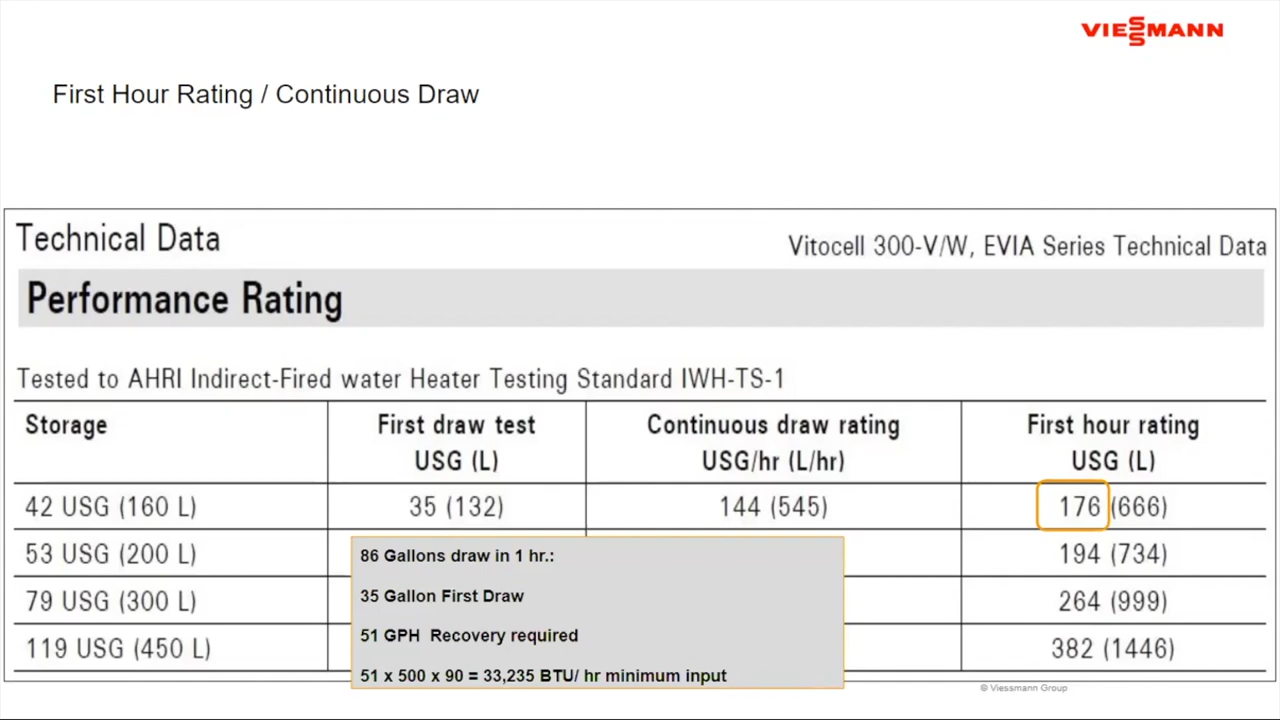 VIESSMANN
First Hour Rating / Continuous Draw
Technical Data
Vitocell 300-V/W, EVIA Series Technical Data
Performance Rating
Tested to AHRI Indirect-Fired water Heater Testing Standard IWH-TS-1
Storage First draw test Continuous draw rating First hour rating
USG (L) USG/hr (L/hr) USG (L)
42 USG (160 L) 35 (132) 144 (545) 176 (666)
53 USG (200 L) 194 (734)
79 USG (300 L) 264 (999)
119 USG (450 L) 382 (1446)
86 Gallons draw in 1 hr.:
35 Gallon First Draw
51 GPH Recovery required
51 x 500 x 90 = 33,235 BTU/ hr minimum input
© Viessmann Group